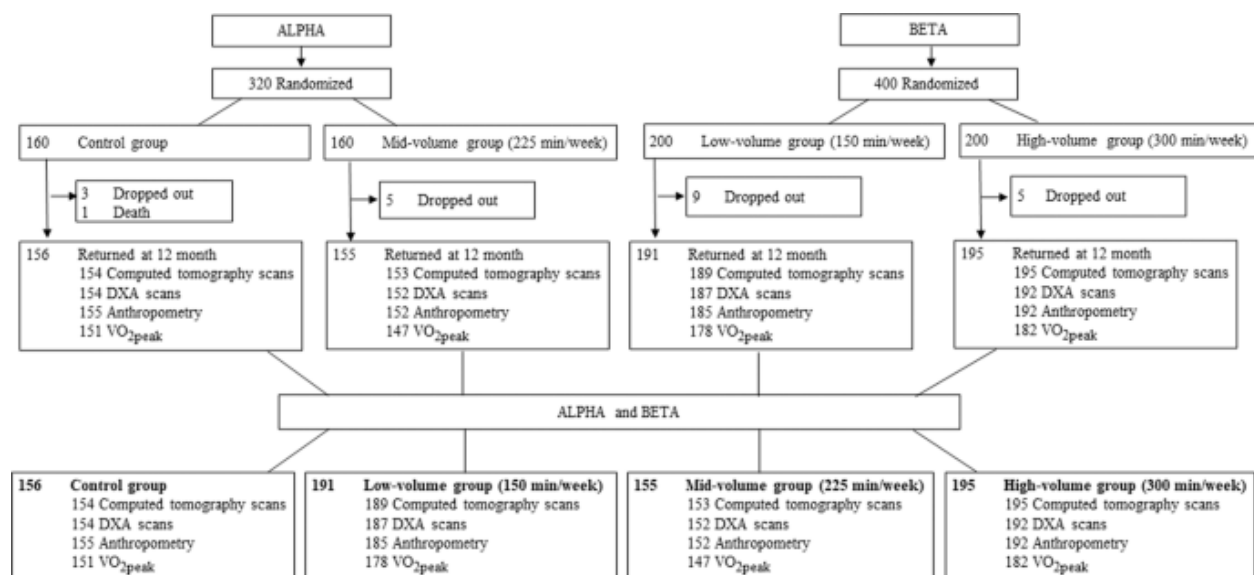 ALPHA
BETA
320 Randomized
400 Randomized
160 Control group
160 Mid-volume group (225 min/week)
200 Low-volume group (150 min/week)
200 High-volume group (300 min/week)
3 Dropped out
1 Death
5 Dropped out
9 Dropped out
5 Dropped out
156 Returned at 12 month
154 Computed tomography scans
154 DXA scans
155 Anthropometry
151 VO2peak
155 Returned at 12 month
153 Computed tomography scans
152 DXA scans
152 Anthropometry
147 VO2peak
191 Returned at 12 month
189 Computed tomography scans
187 DXA scans
185 Anthropometry
178 VO2peak
195 Returned at 12 month
195 Computed tomography scans
192 DXA scans
192 Anthropometry
182 VO2peak
ALPHA and BETA
156 Control group
154 Computed tomography scans
154 DXA scans
155 Anthropometry
151 VO2peak
191 Low-volume group (150 min/week)
189 Computed tomography scans
187 DXA scans
185 Anthropometry
178 VO2peak
155 Mid-volume group (225 min/week)
153 Computed tomography scans
152 DXA scans
152 Anthropometry
147 VO2peak
195 High-volume group (300 min/week)
195 Computed tomography scans
192 DXA scans
192 Anthropometry
182 VO2peak